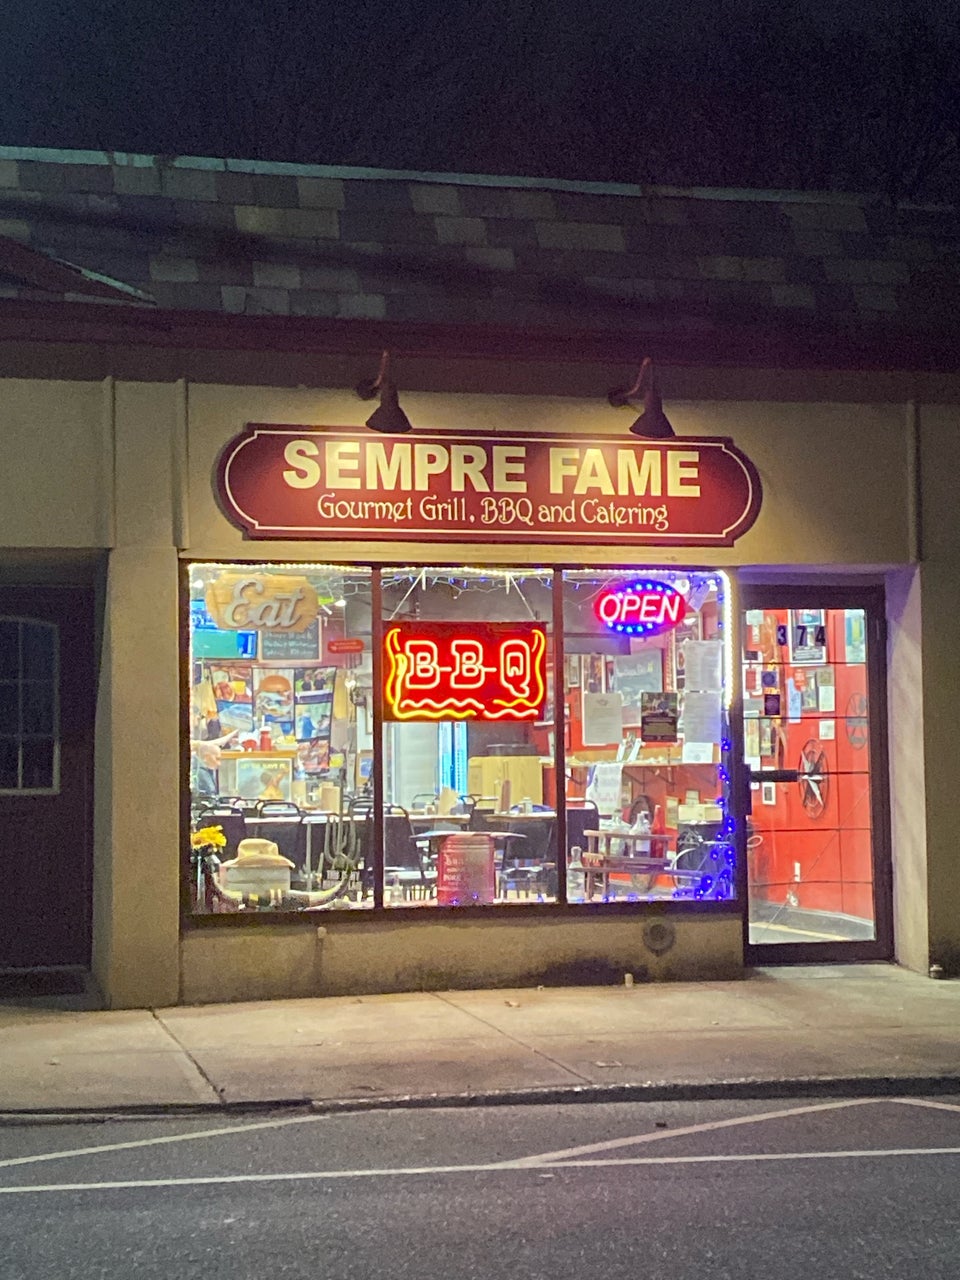 SEMPRE FAME
Gourmet Grill, BBQ and Catering
Eat
OPEN
B-B-Q
374